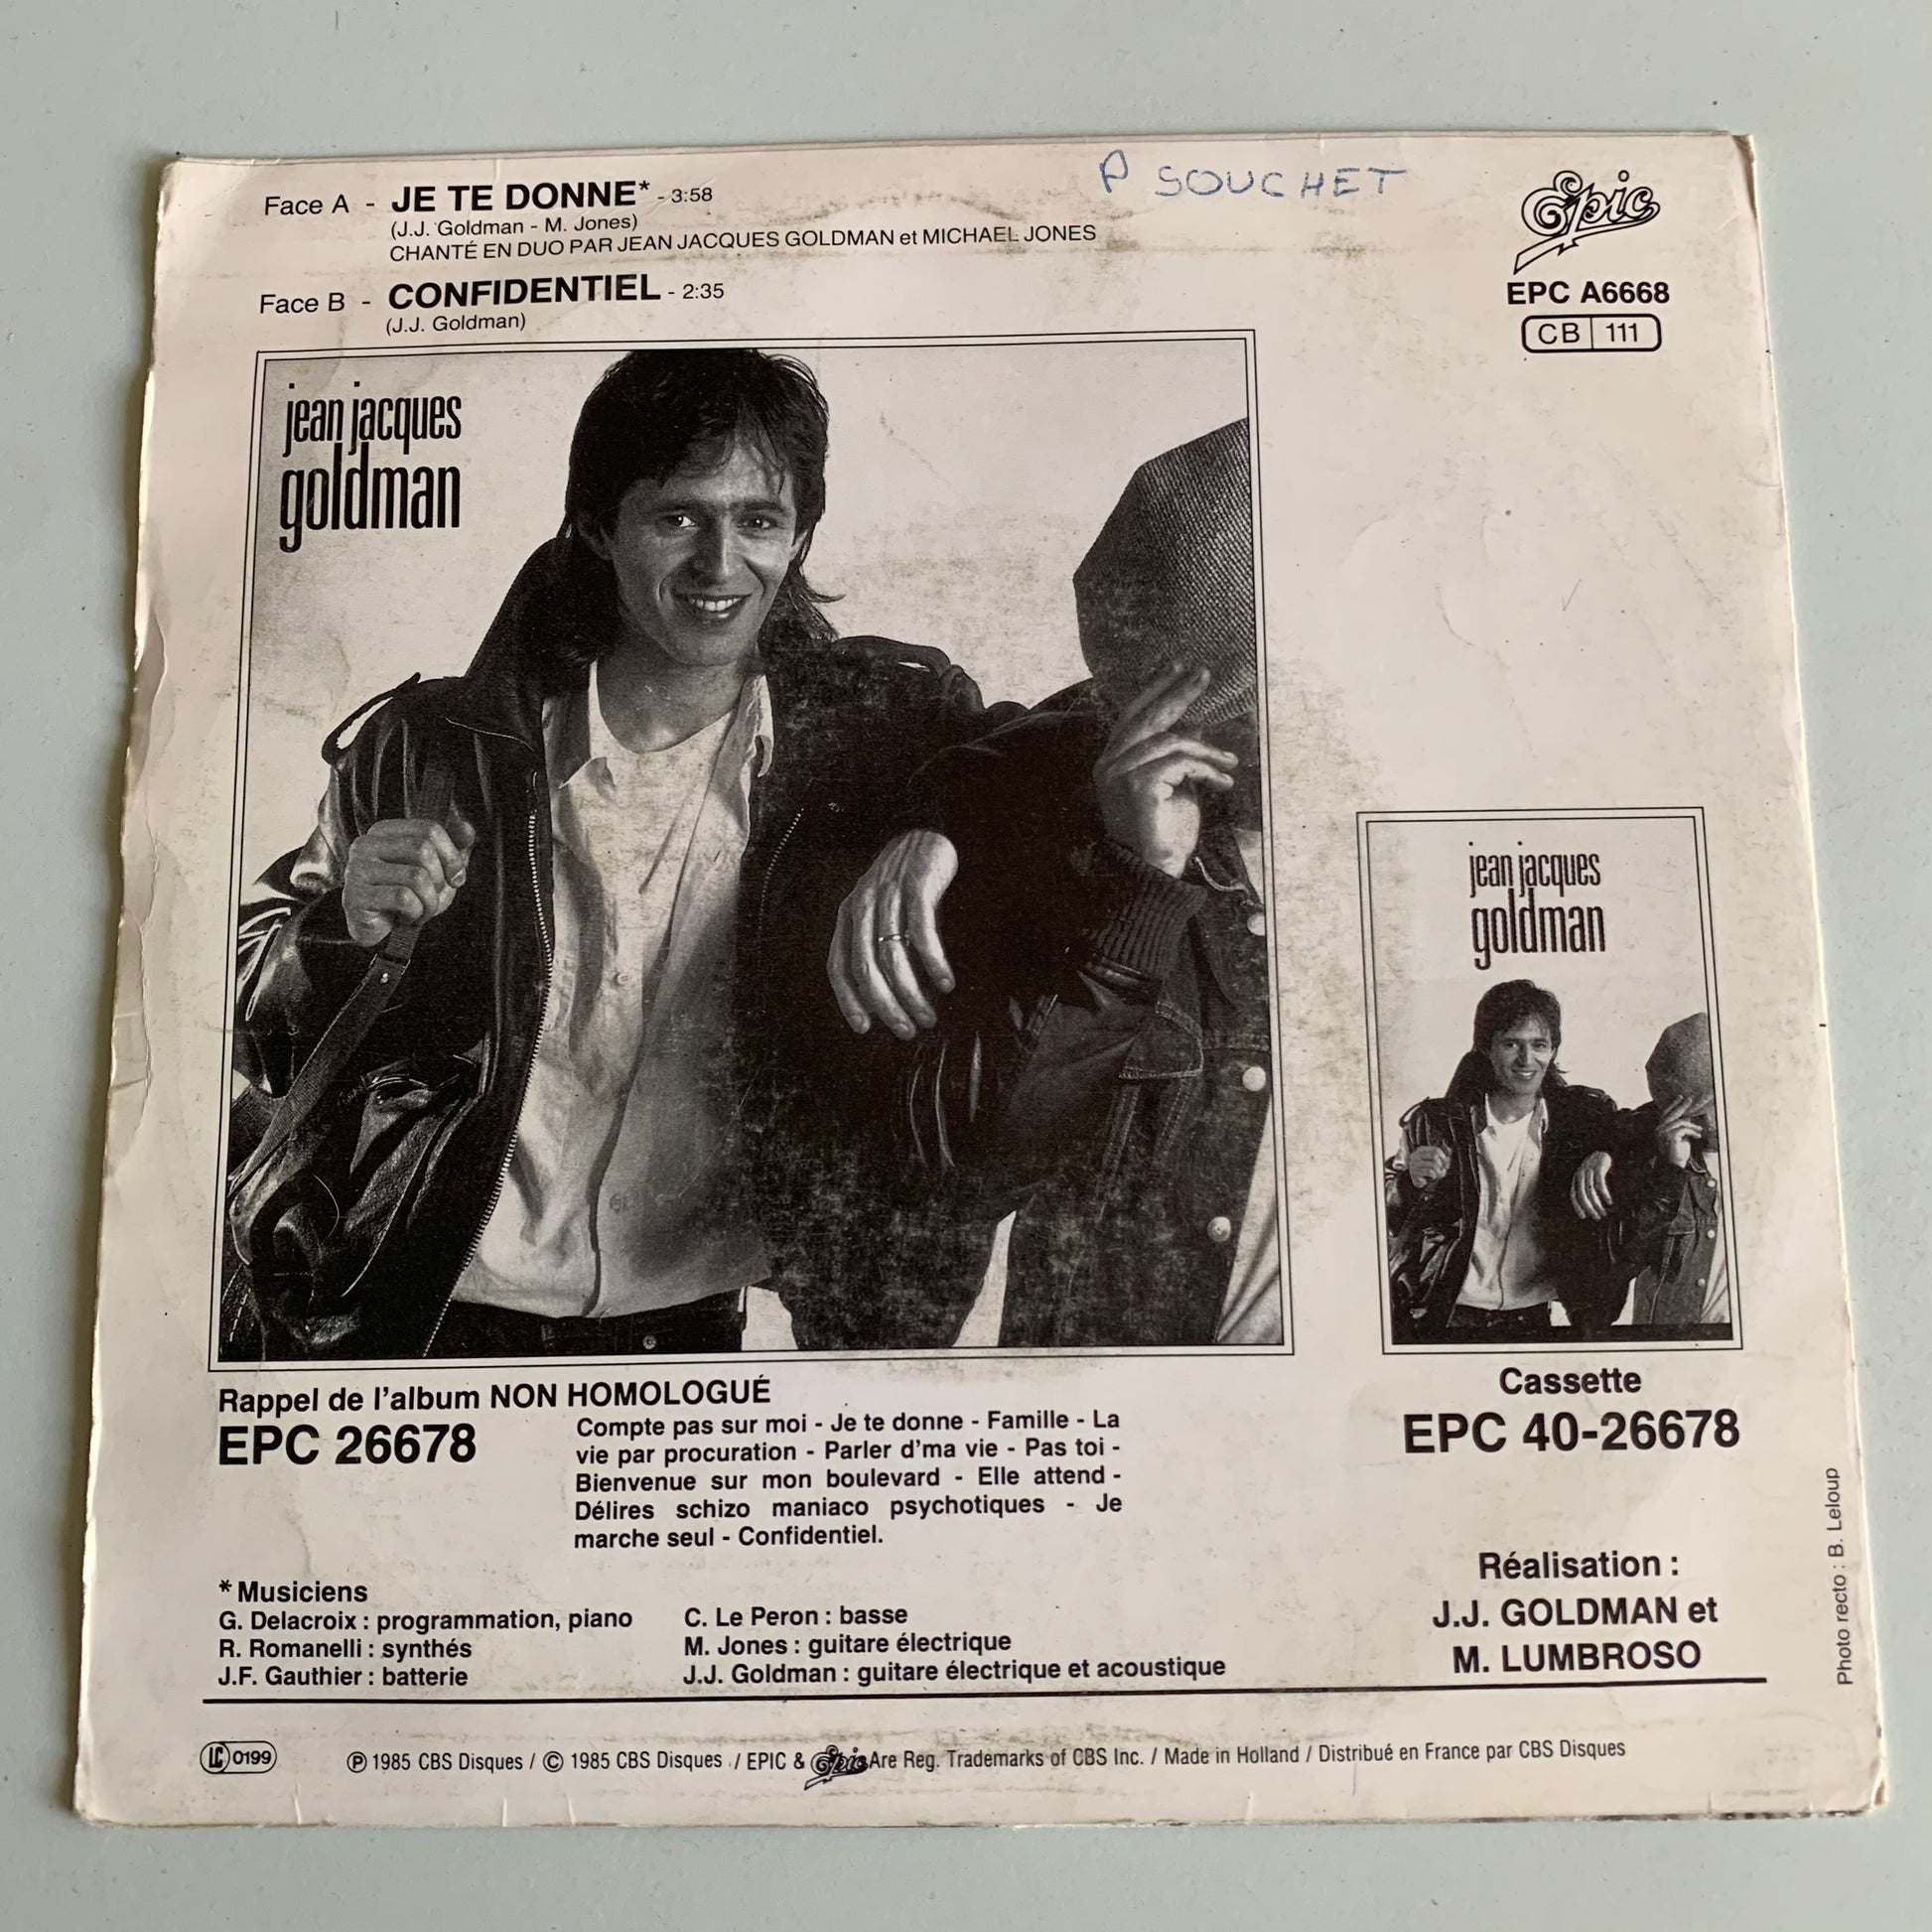 P SOUCHET
Face A - JE TE DONNE* - 3:58
(J.J. Goldman - M. Jones)
CHANTÉ EN DUO PAR JEAN JACQUES GOLDMAN et MICHAEL JONES
Face B - CONFIDENTIEL - 2:35
(J.J. Goldman)
Epic
EPC A6668
CB 111
jean jacques
goldman
jean jacques
goldman
Rappel de l'album NON HOMOLOGUÉ
EPC 26678
Compte pas sur moi - Je te donne - Famille - La
vie par procuration - Parler d'ma vie - Pas toi -
Bienvenue sur mon boulevard - Elle attend -
Délires schizo maniaco psychotiques - Je
marche seul - Confidentiel.
Cassette
EPC 40-26678
*Musiciens
G. Delacroix : programmation, piano
R. Romanelli : synthés
J.F. Gauthier : batterie
C. Le Peron : basse
M. Jones : guitare électrique
J.J. Goldman : guitare électrique et acoustique
Réalisation :
J.J. GOLDMAN et
M. LUMBROSO
Photo recto : B. Leloup
LC 0199
Ⓟ 1985 CBS Disques / © 1985 CBS Disques / EPIC & Epic Are Reg. Trademarks of CBS Inc. / Made in Holland / Distribué en France par CBS Disques